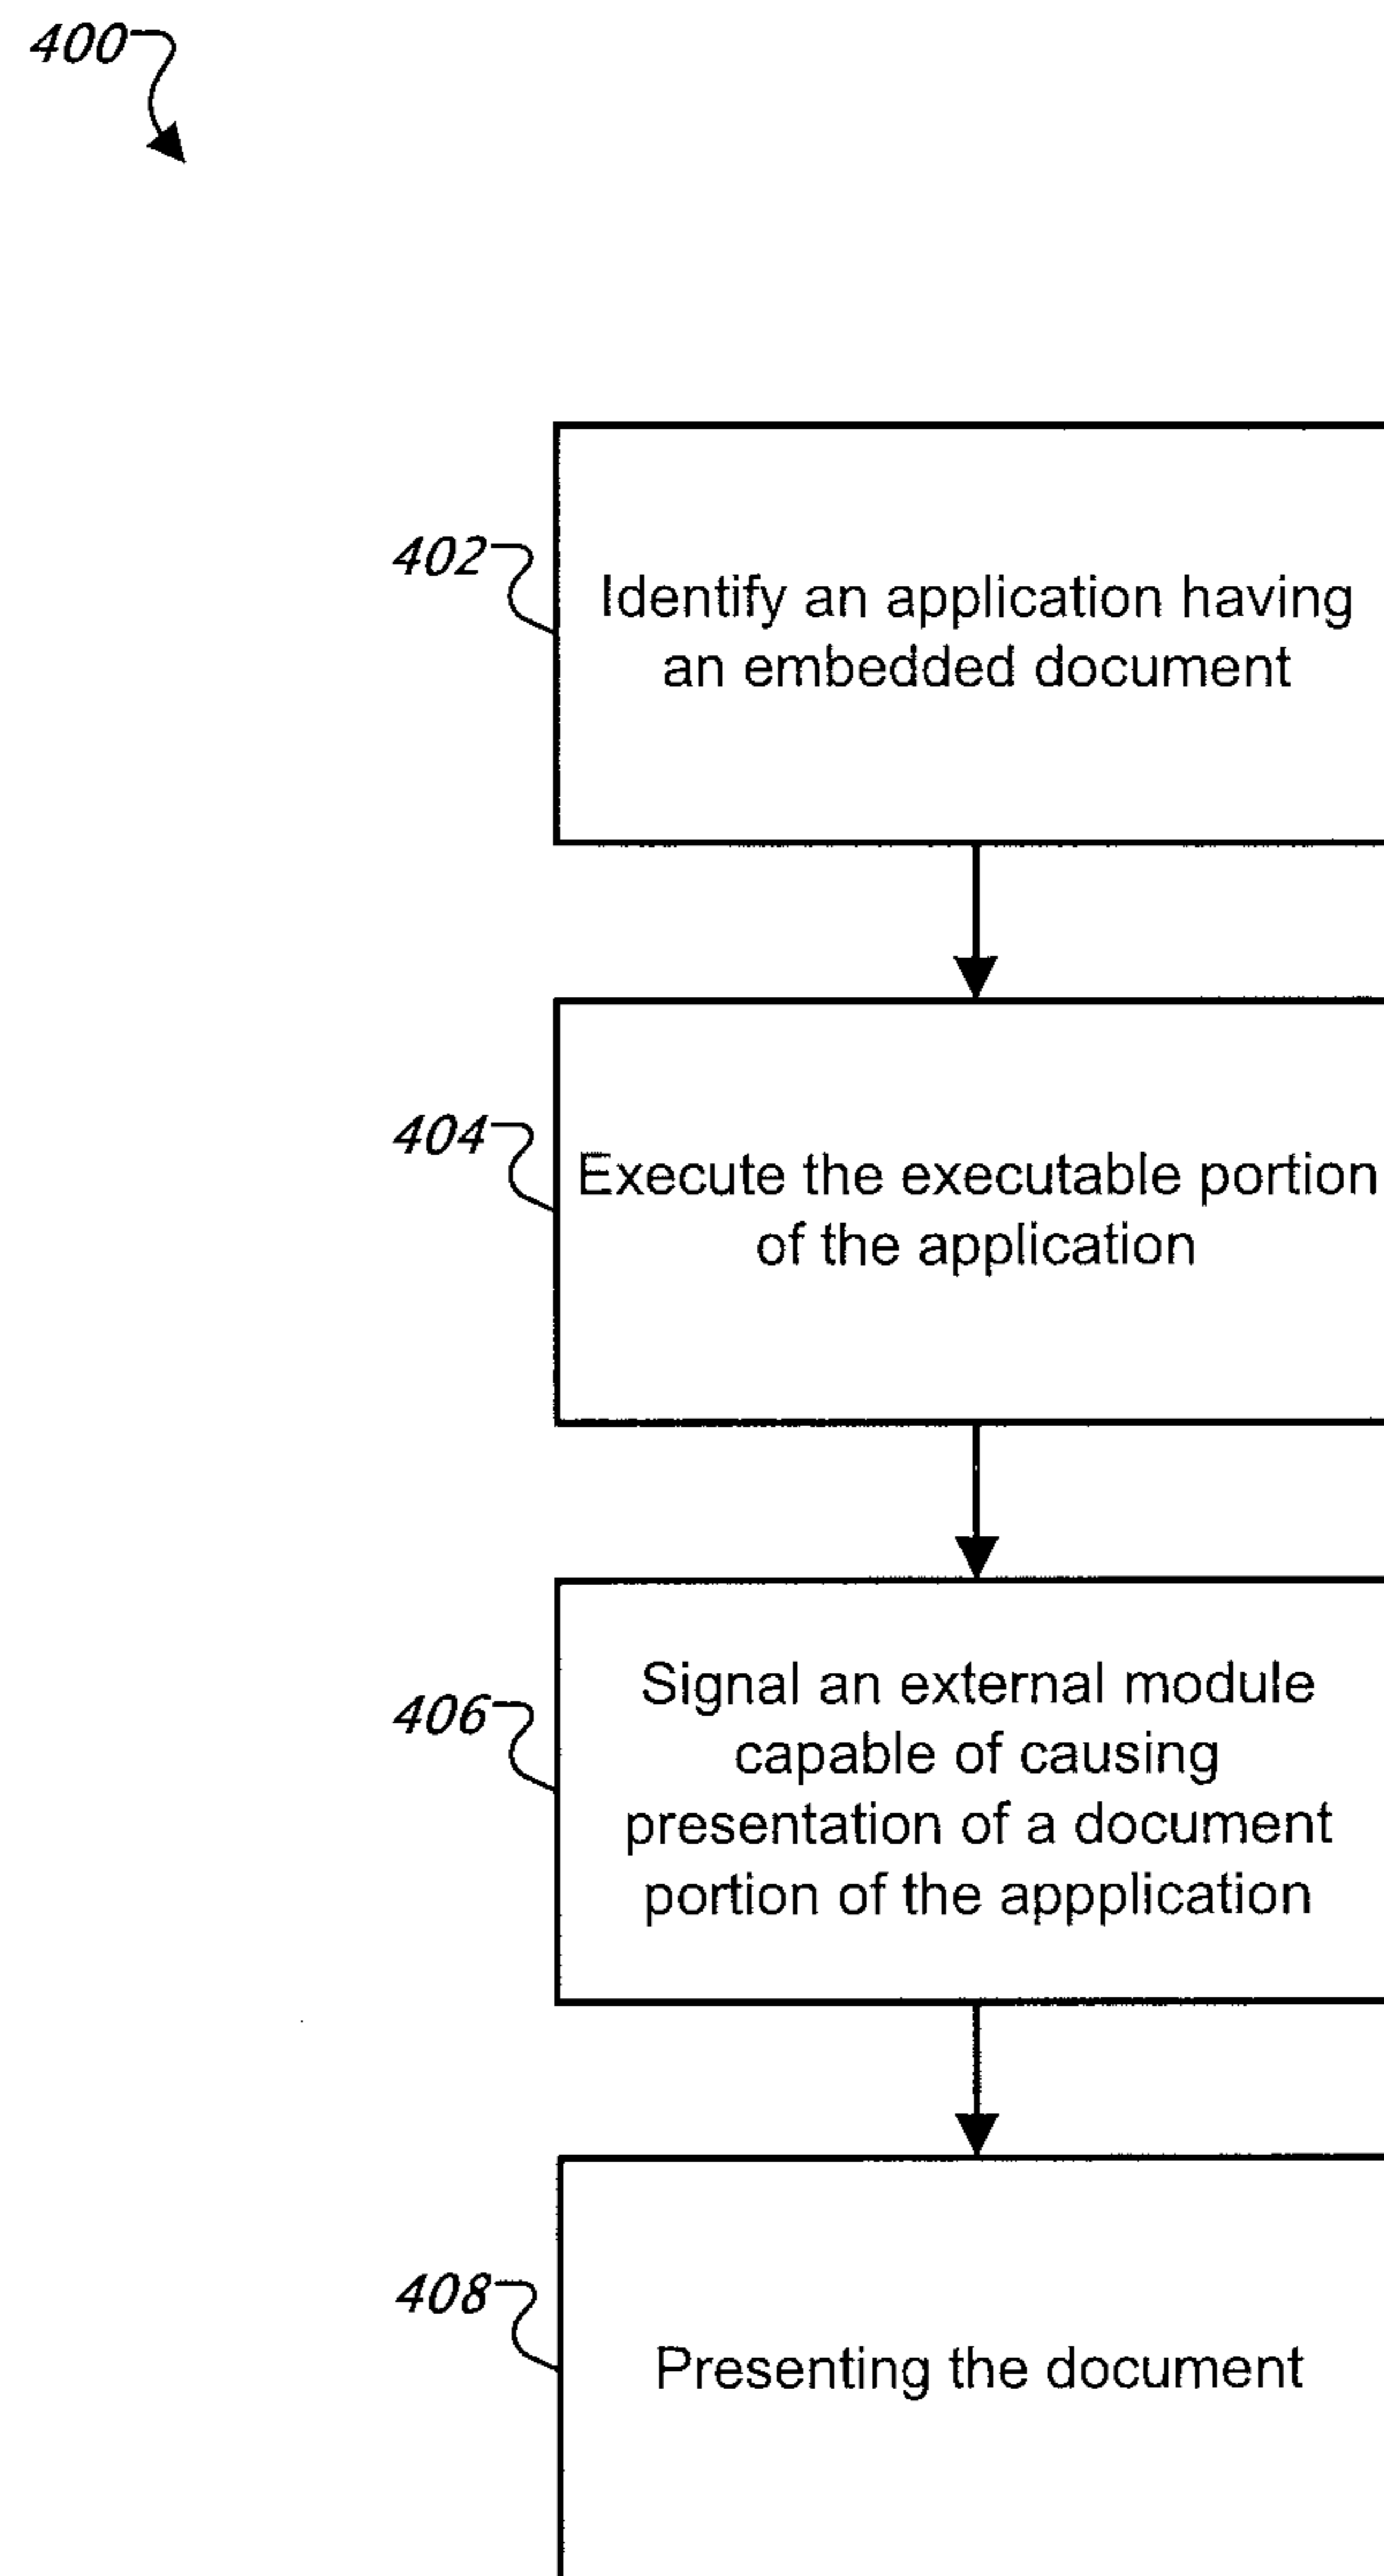 400
402
Identify an application having
an embedded document
404
Execute the executable portion
of the application
406
Signal an external module
capable of causing
presentation of a document
portion of the appplication
408
Presenting the document